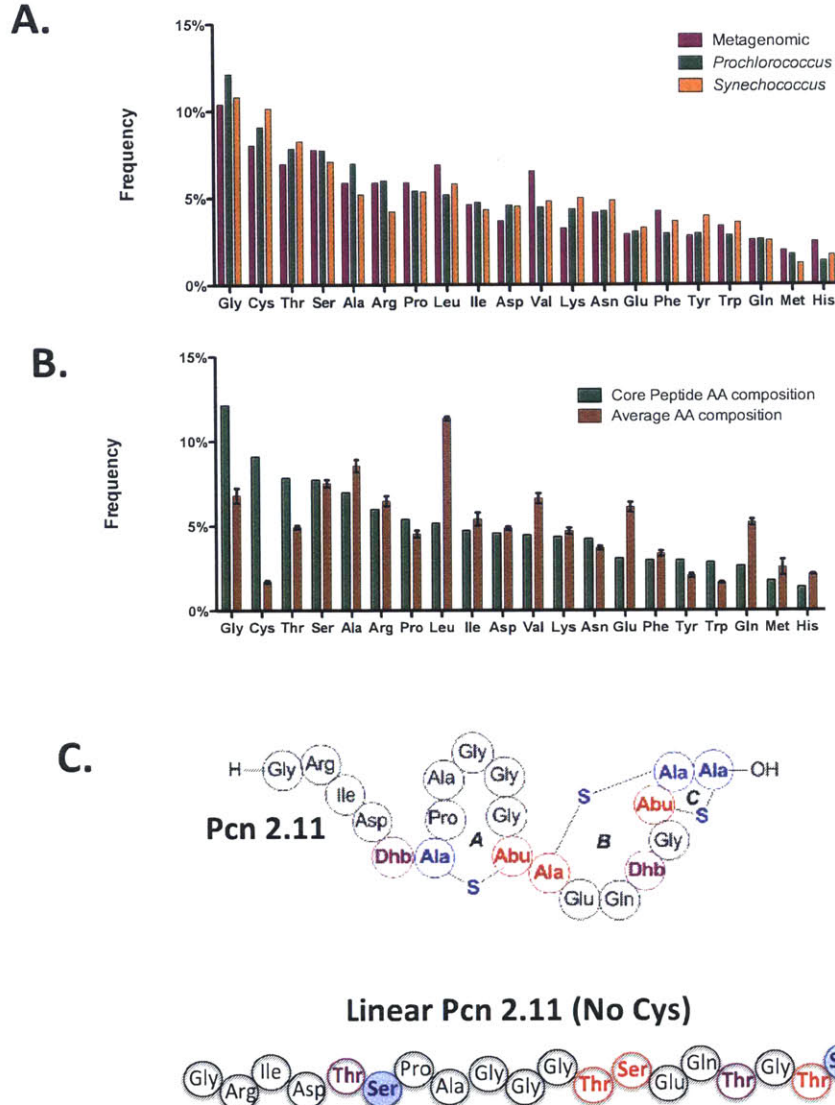 A.
15%
Metagenomic
Prochlorococcus
Synechococcus
10%
Frequency
5%
0%
Gly Cys Thr Ser Ala Arg Pro Leu Ile Asp Val Lys Asn Glu Phe Tyr Trp Gln Met His
B.
15%
Core Peptide AA composition
Average AA composition
10%
Frequency
5%
0%
Gly Cys Thr Ser Ala Arg Pro Leu Ile Asp Val Lys Asn Glu Phe Tyr Trp Gln Met His
C.
H Gly Arg Ile Asp Dhb Ala Pro Ala Gly Gly Gly Abu Ala Glu Gln Dhb Gly Abu Ala Ala OH
S A S B C S
Pcn 2.11
Linear Pcn 2.11 (No Cys)
Gly Arg Ile Asp Thr Ser Pro Ala Gly Gly Gly Thr Ser Glu Gln Thr Gly Thr